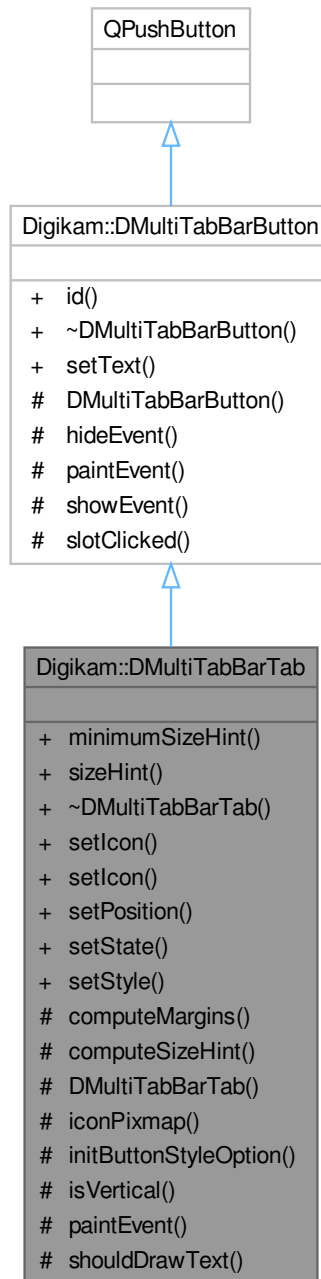 QPushButton
Digikam::DMultiTabBarButton
+ id()
+ ~DMultiTabBarButton()
+ setText()
# DMultiTabBarButton()
# hideEvent()
# paintEvent()
# showEvent()
# slotClicked()
Digikam::DMultiTabBarTab
+ minimumSizeHint()
+ sizeHint()
+ ~DMultiTabBarTab()
+ setIcon()
+ setIcon()
+ setPosition()
+ setState()
+ setStyle()
# computeMargins()
# computeSizeHint()
# DMultiTabBarTab()
# iconPixmap()
# initButtonStyleOption()
# isVertical()
# paintEvent()
# shouldDrawText()